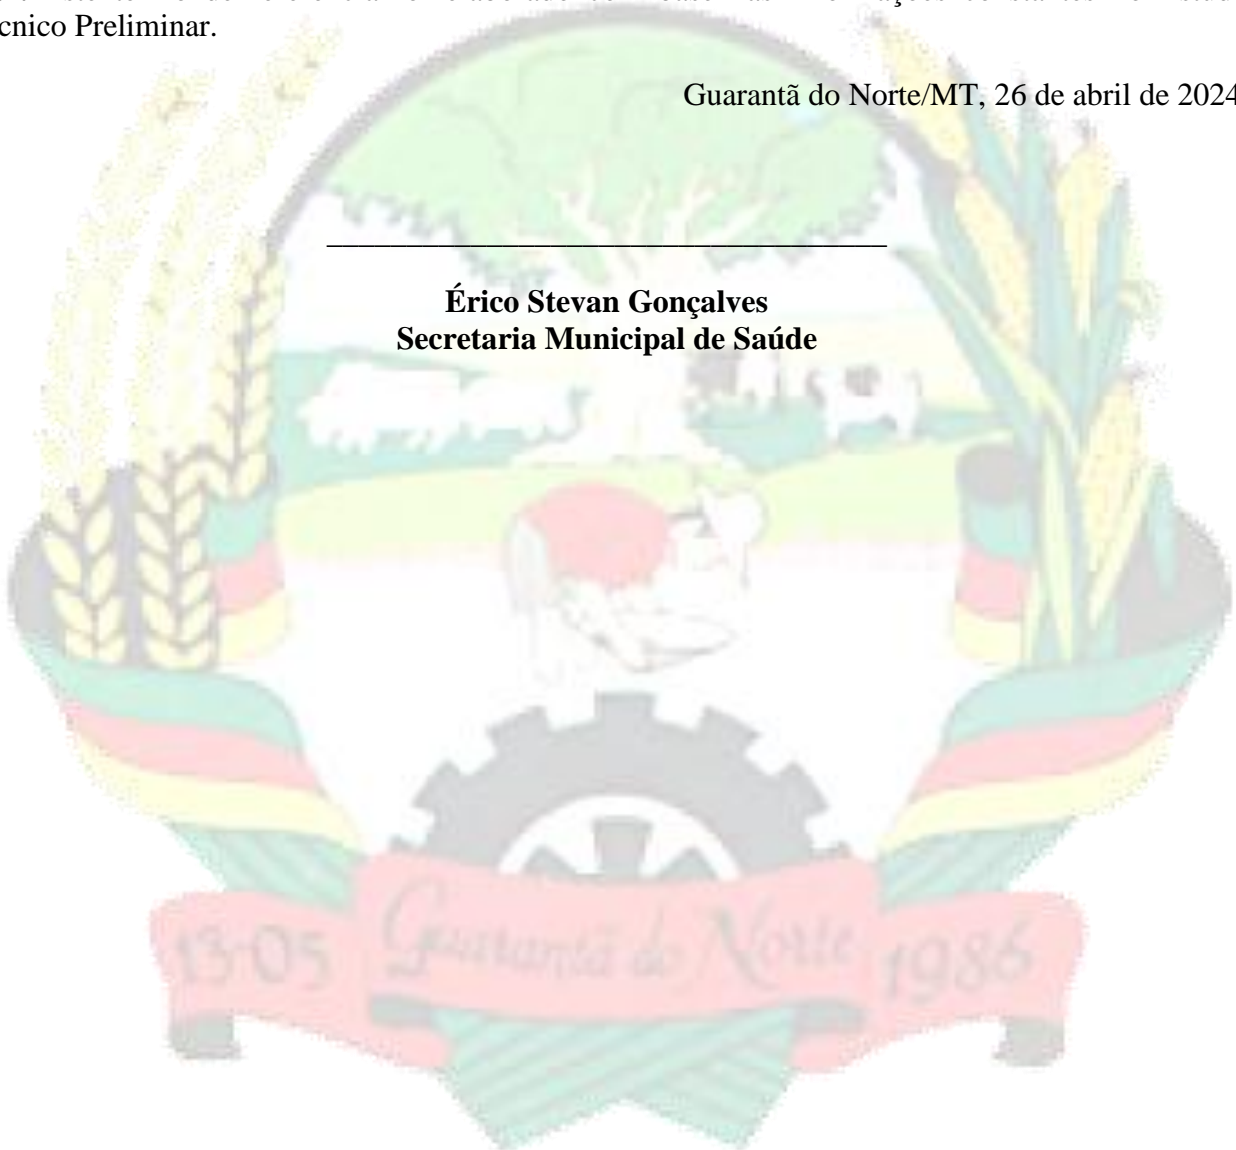 Técnico Preliminar.
Guarantã do Norte/MT, 26 de abril de 2024
Érico Stevan Gonçalves
Secretaria Municipal de Saúde
13-05 Guarantã do Norte 1986